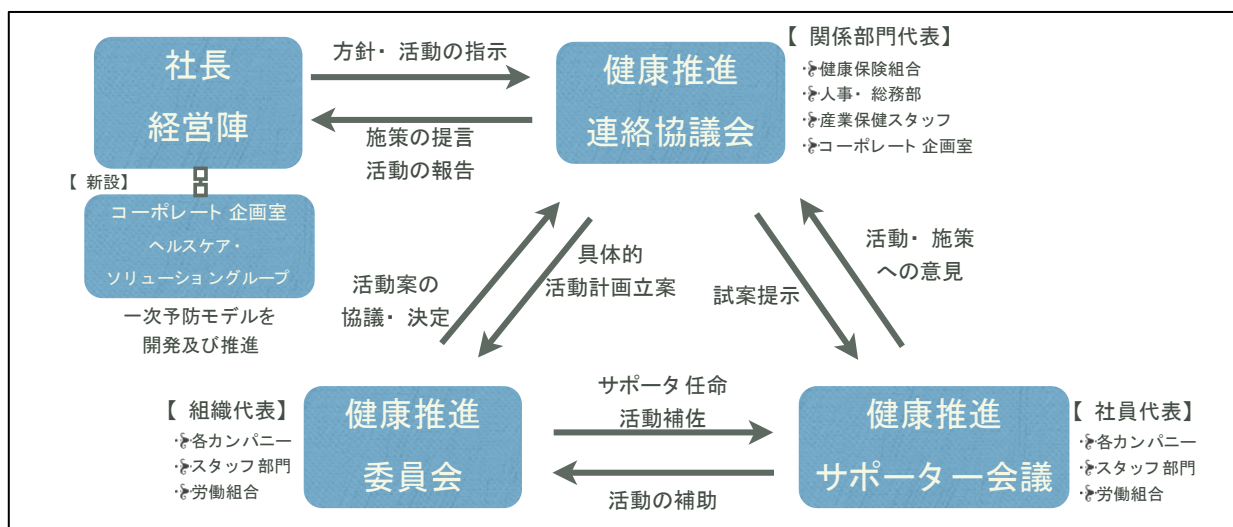 社長
経営陣
方針・活動の指示
施策の提言
活動の報告
健康推進
連絡協議会
【関係部門代表】
健康保険組合
人事・総務部
産業保健スタッフ
コーポレート企画室
【新設】
コーポレート企画室
ヘルスケア・
ソリューショングループ
一次予防モデルを
開発及び推進
活動案の
協議・決定
具体的
活動計画立案
試案提示
活動・施策
への意見
【組織代表】
各カンパニー
スタッフ部門
労働組合
健康推進
委員会
サポータ任命
活動補佐
活動の補助
健康推進
サポーター会議
【社員代表】
各カンパニー
スタッフ部門
労働組合